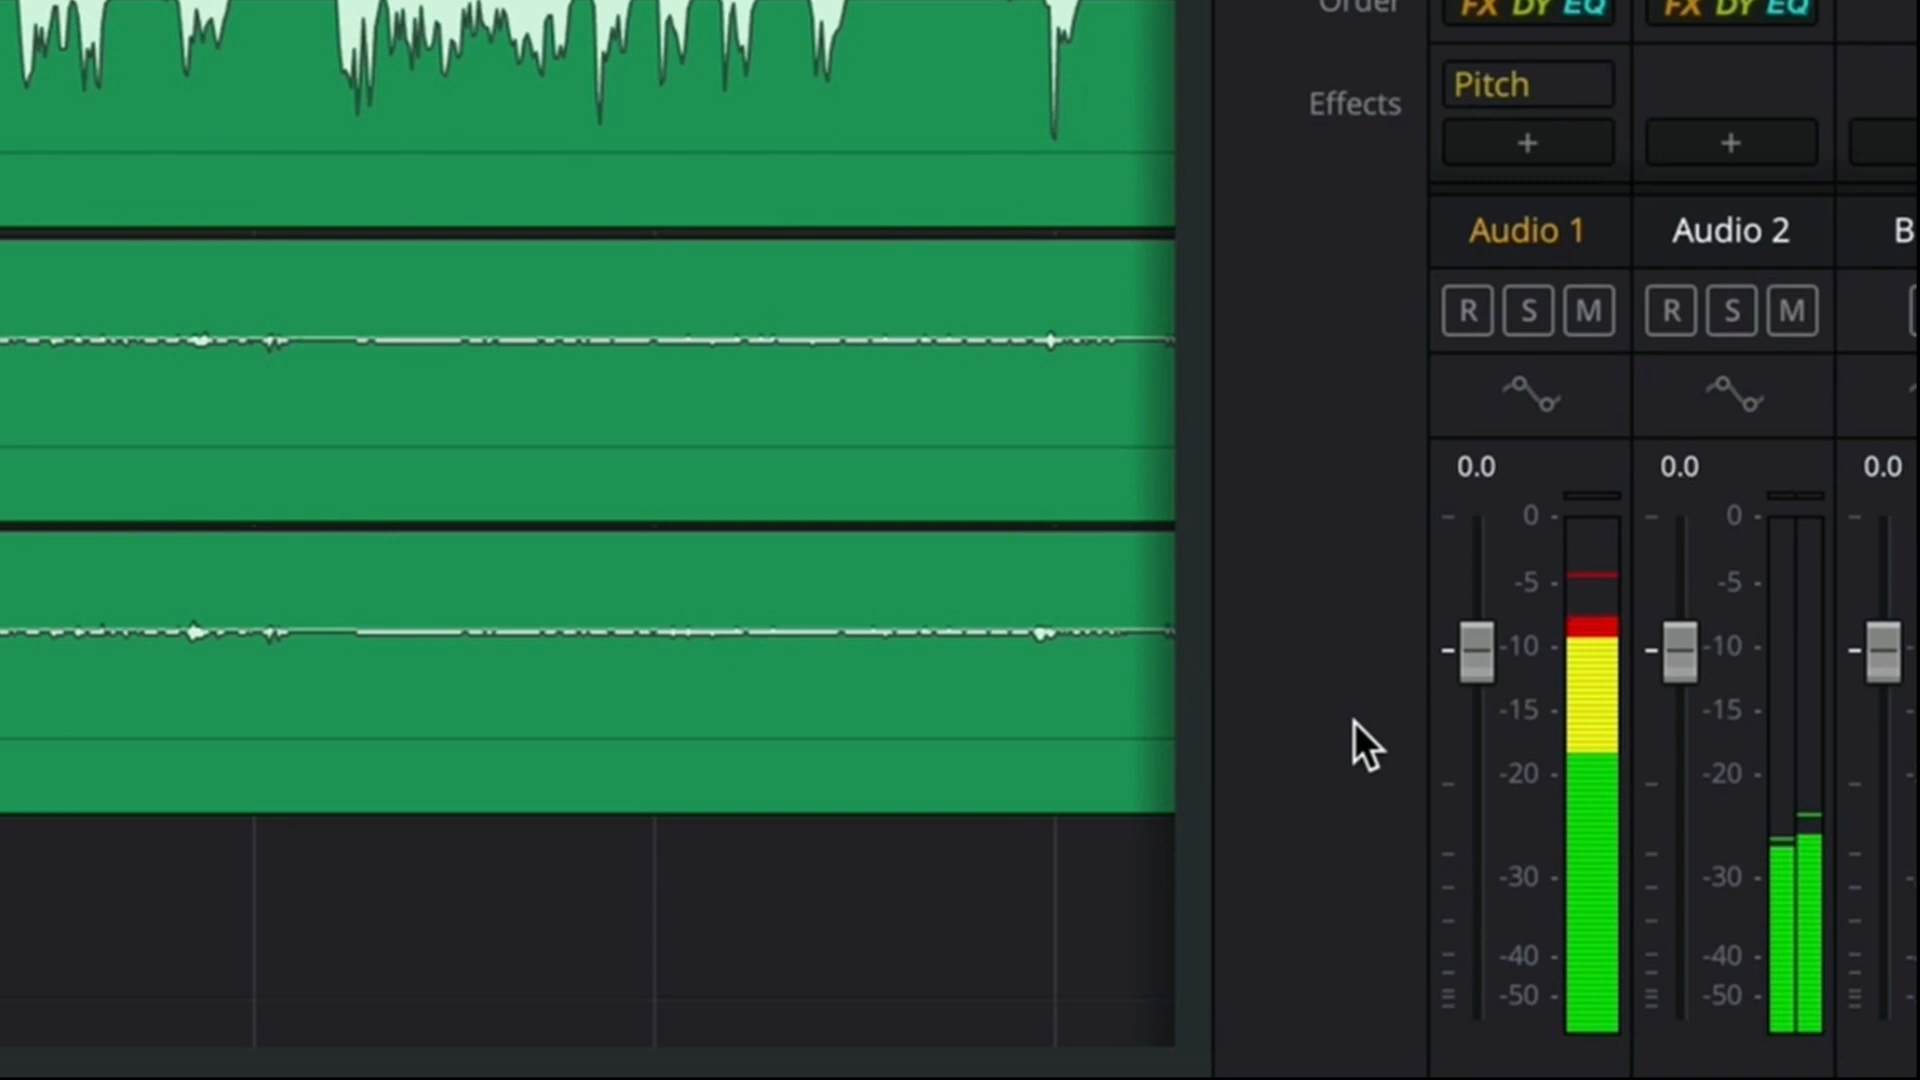 Order FX DY EQ FX DY EQ
Pitch
Effects
+ +
Audio 1 Audio 2 B
R S M R S M
0.0 0.0 0.0
0 0
-5 -5
-10 -10
-15 -15
-20 -20
-30 -30
-40 -40
-50 -50